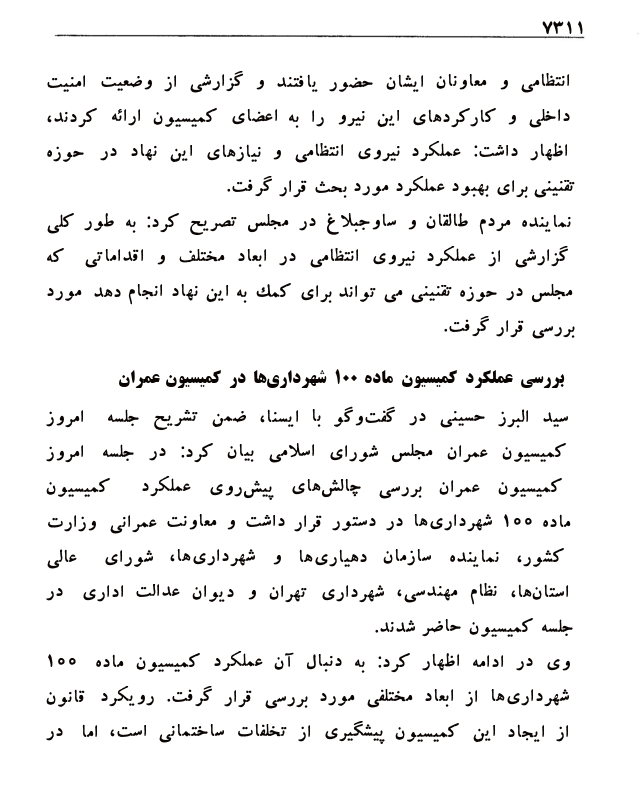 ۷۳۱۱
انتظامی و معاونان ایشان حضور یافتند و گزارشی از وضعیت امنیت
داخلی و کارکردهای این نیرو را به اعضای کمیسیون ارائه کردند،
اظهار داشت: عملکرد نیروی انتظامی و نیازهای این نهاد در حوزه
تقنینی برای بهبود عملکرد مورد بحث قرار گرفت.
نماینده مردم طالقان و ساوجبلاغ در مجلس تصریح کرد: به طور کلی
گزارشی از عملکرد نیروی انتظامی در ابعاد مختلف و اقداماتی که
مجلس در حوزه تقنینی می تواند برای کمك به این نهاد انجام دهد مورد
بررسی قرار گرفت.
بررسی عملکرد کمیسیون ماده ۱۰۰ شهرداری‌ها در کمیسیون عمران
سید البرز حسینی در گفت‌وگو با ایسنا، ضمن تشریح جلسه امروز
کمیسیون عمران مجلس شورای اسلامی بیان کرد: در جلسه امروز
کمیسیون عمران بررسی چالش‌های پیش‌روی عملکرد کمیسیون
ماده ۱۰۰ شهرداری‌ها در دستور قرار داشت و معاونت عمرانی وزارت
کشور، نماینده سازمان دهیاری‌ها و شهرداری‌ها، شورای عالی
استان‌ها، نظام مهندسی، شهرداری تهران و دیوان عدالت اداری در
جلسه کمیسیون حاضر شدند.
وی در ادامه اظهار کرد: به دنبال آن عملکرد کمیسیون ماده ۱۰۰
شهرداری‌ها از ابعاد مختلفی مورد بررسی قرار گرفت. رویکرد قانون
از ایجاد این کمیسیون پیشگیری از تخلفات ساختمانی است، اما در